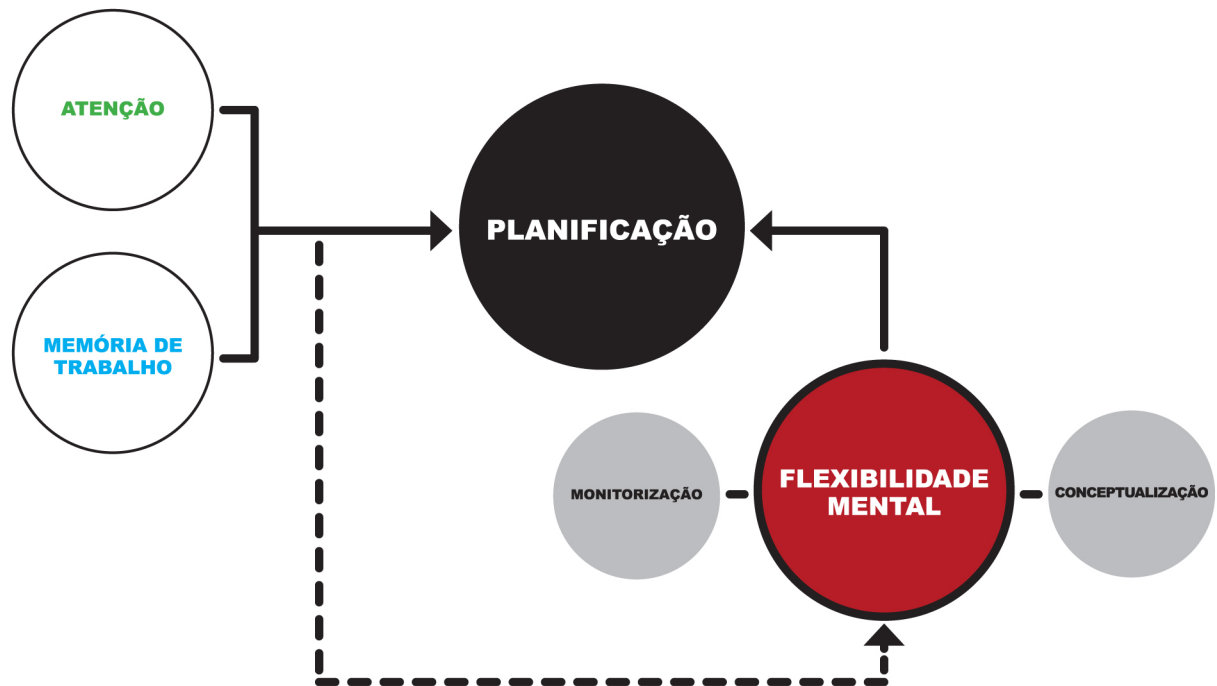 ATENÇÃO
PLANIFICAÇÃO
MEMÓRIA DE
TRABALHO
MONITORIZAÇÃO
FLEXIBILIDADE
MENTAL
CONCEPTUALIZAÇÃO